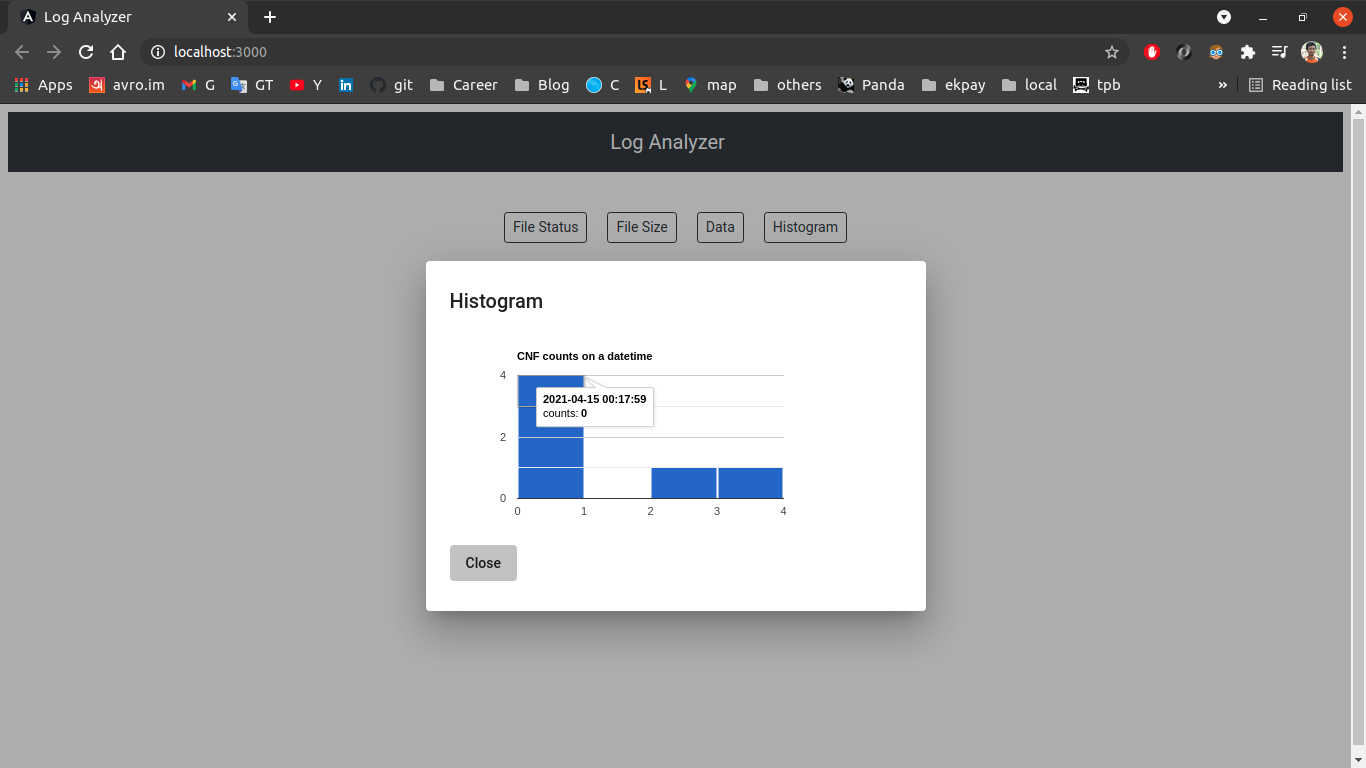 Log Analyzer
localhost:3000
Apps avro.im G GT Y git Career Blog C L map others Panda ekpay local tpb » Reading list
Log Analyzer
File Status File Size Data Histogram
Histogram
CNF counts on a datetime
4
2021-04-15 00:17:59
counts: 0
2
0
0 1 2 3 4
Close